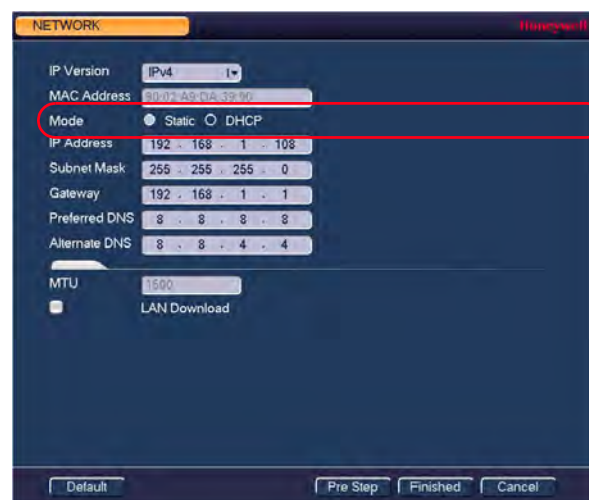 NETWORK
Honeywell
IP Version IPv4
MAC Address 90:02:A9:DA:39:90
Mode Static DHCP
IP Address 192 . 168 . 1 . 108
Subnet Mask 255 . 255 . 255 . 0
Gateway 192 . 168 . 1 . 1
Preferred DNS 8 . 8 . 8 . 8
Alternate DNS 8 . 8 . 4 . 4
MTU 1500
LAN Download
Default Pre Step Finished Cancel